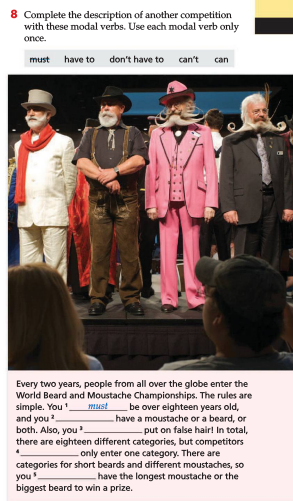 8 Complete the description of another competition
with these modal verbs. Use each modal verb only
once.
must have to don't have to can't can
Every two years, people from all over the globe enter the
World Beard and Moustache Championships. The rules are
simple. You 1 must be over eighteen years old,
and you 2 have a moustache or a beard, or
both. Also, you 3 put on false hair! In total,
there are eighteen different categories, but competitors
4 only enter one category. There are
categories for short beards and different moustaches, so
you 5 have the longest moustache or the
biggest beard to win a prize.